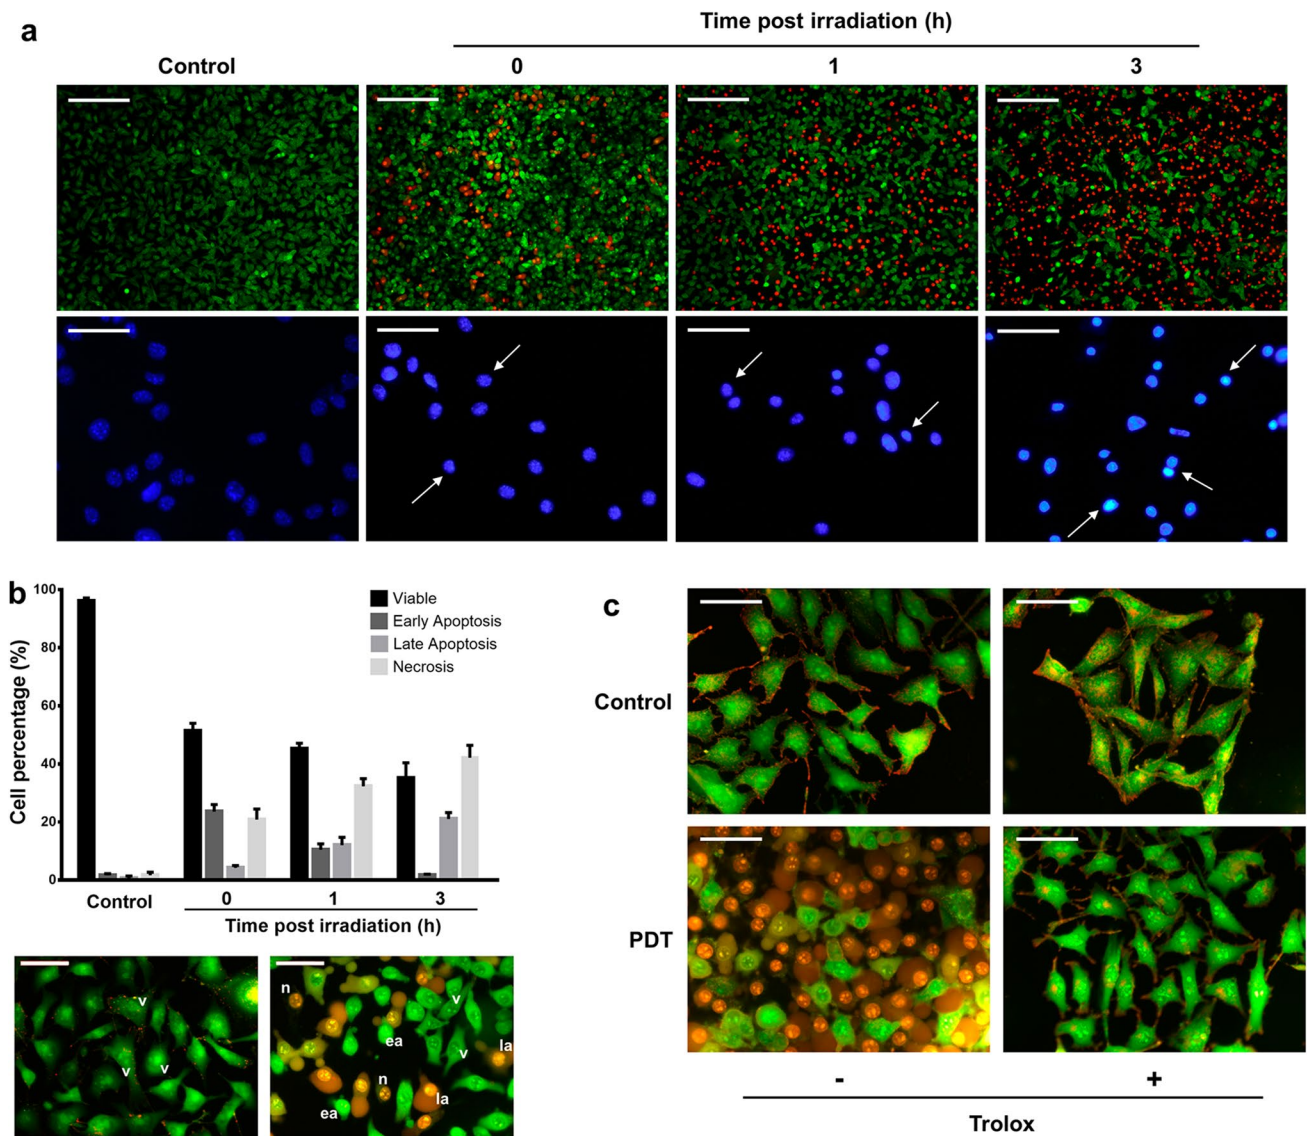 a
Time post irradiation (h)
Control 0 1 3
b
100
80
60
40
20
0
Cell percentage (%)
Viable
Early Apoptosis
Late Apoptosis
Necrosis
Control 0 1 3
Time post irradiation (h)
v
v v
n
v
ea
la
v
n
la
ea
c
Control
PDT
- +
Trolox